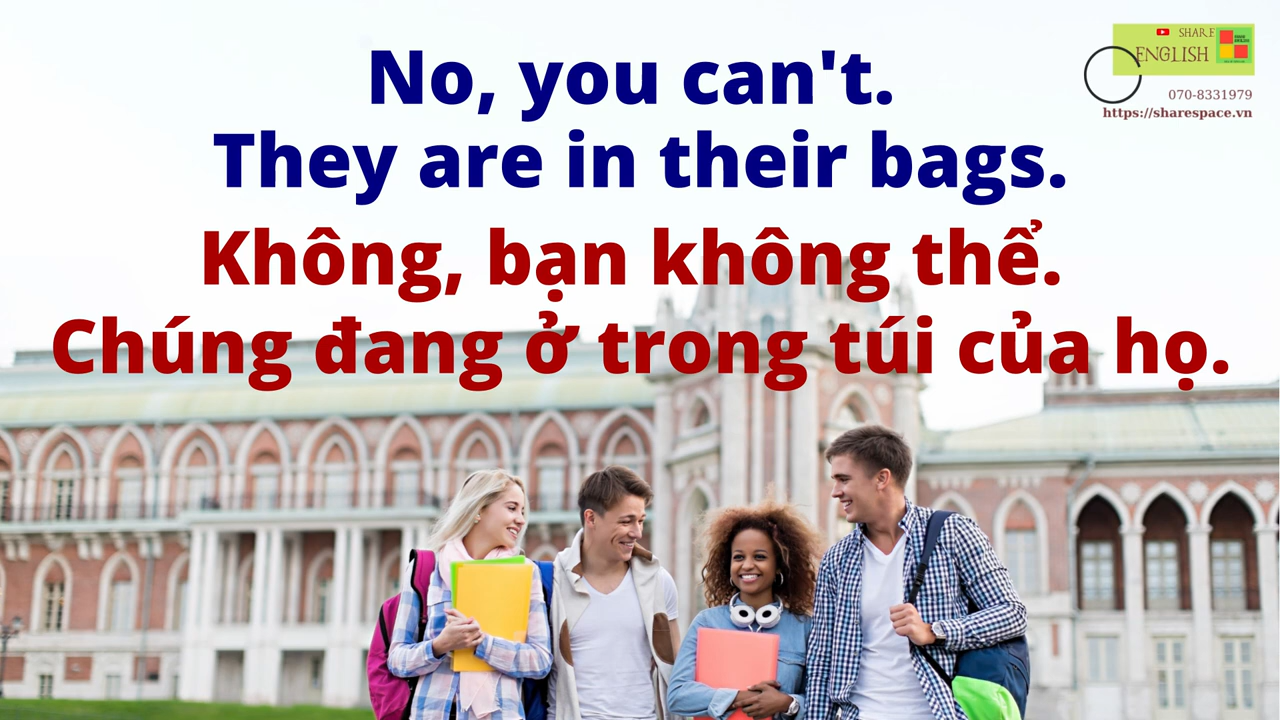 SHARE
ENGLISH
070-8331979
https://sharespace.vn
No, you can't.
They are in their bags.
Không, bạn không thể.
Chúng đang ở trong túi của họ.